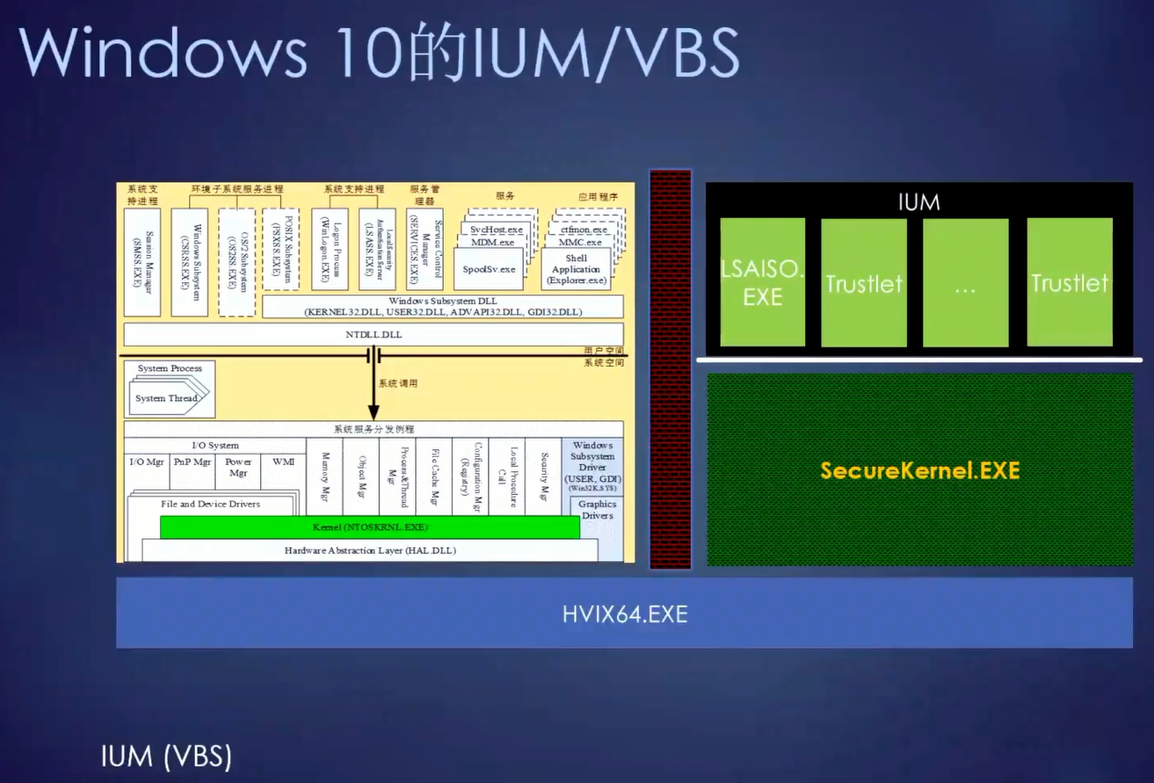 Windows 10的IUM/VBS
系统支
持进程
环境子系统服务进程
系统支持进程
服务管
理器
服务
应用程序
Session Manager
(SMSS.EXE)
Windows Subsystem
(CSRSS.EXE)
OS/2 Subsystem
(OS2SS.EXE)
POSIX Subsystem
(PSXSS.EXE)
Logon Process
(WinLogon.EXE)
Local Security
Authentication Server
(LSASS.EXE)
Service Control
Manager
(SERVICES.EXE)
SvcHost.exe
MDM.exe
SpoolSv.exe
ctfmon.exe
MMC.exe
Shell
Application
(Explorer.exe)
Windows Subsystem DLL
(KERNEL32.DLL, USER32.DLL, ADVAPI32.DLL, GDI32.DLL)
NTDLL.DLL
用户空间
系统空间
System Process
System Thread
系统调用
系统服务分发例程
I/O System
I/O Mgr
PnP Mgr
Power
Mgr
WMI
File and Device Drivers
Memory Mgr
Object Mgr
Process&Thread
Mgr
File Cache Mgr
Configuration Mgr
(Registry)
Local Procedure
Call
Security Mgr
Windows
Subsystem
Driver
(USER, GDI)
(Win32K.SYS)
Graphics
Drivers
Kernel (NTOSKRNL.EXE)
Hardware Abstraction Layer (HAL.DLL)
IUM
LSAISO.
EXE
Trustlet
...
Trustlet
SecureKernel.EXE
HVIX64.EXE
IUM (VBS)